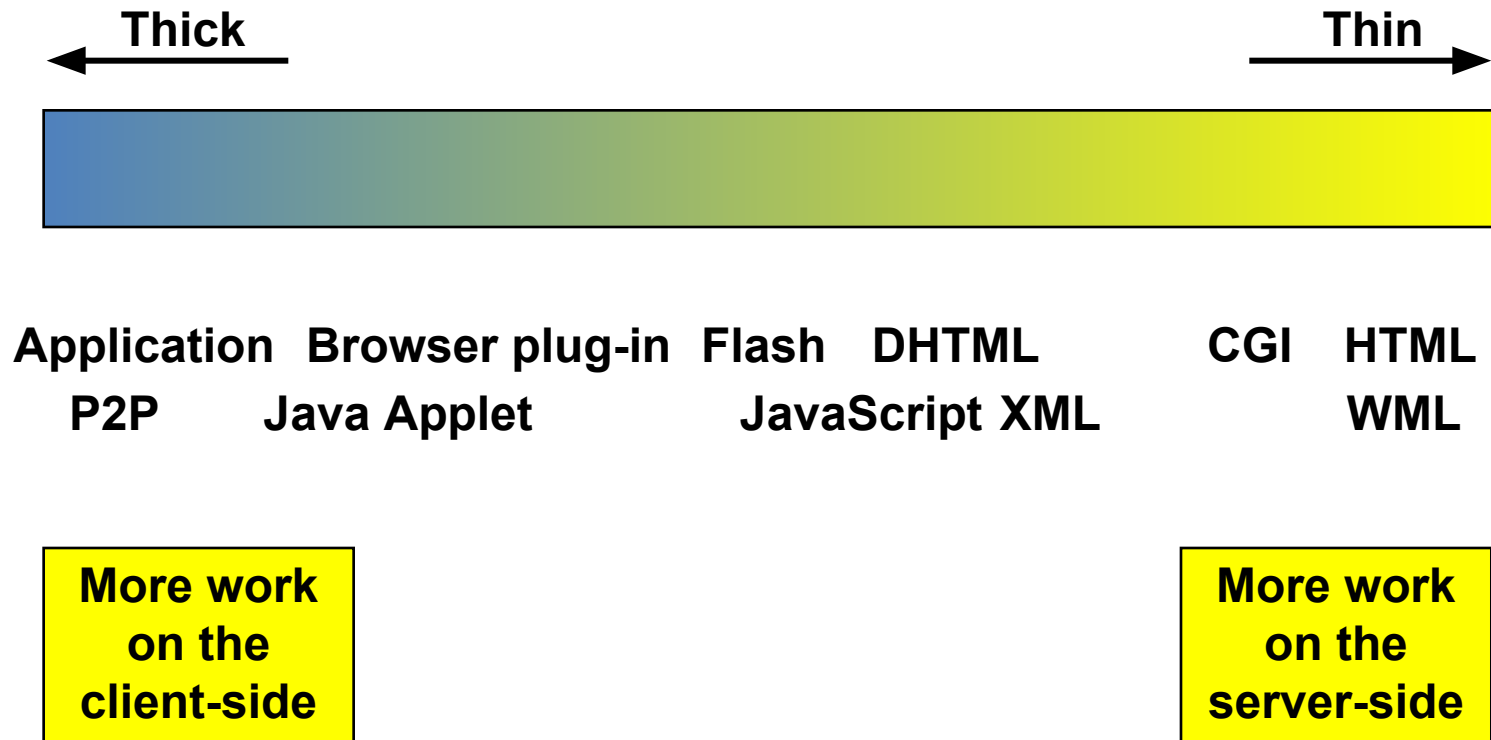 Thick
Thin
Application Browser plug-in Flash DHTML CGI HTML
P2P Java Applet JavaScript XML WML
More work
on the
client-side
More work
on the
server-side